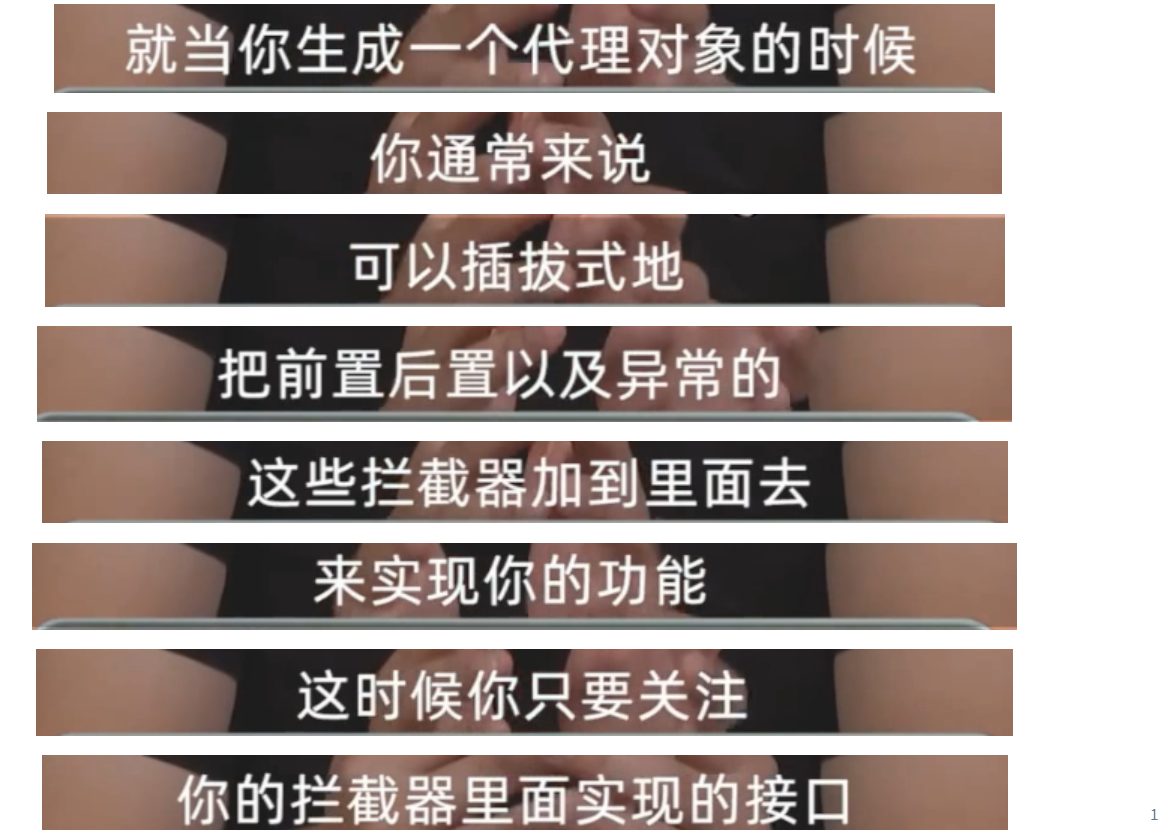 就当你生成一个代理对象的时候
你通常来说
可以插拔式地
把前置后置以及异常的
这些拦截器加到里面去
来实现你的功能
这时候你只要关注
你的拦截器里面实现的接口
1